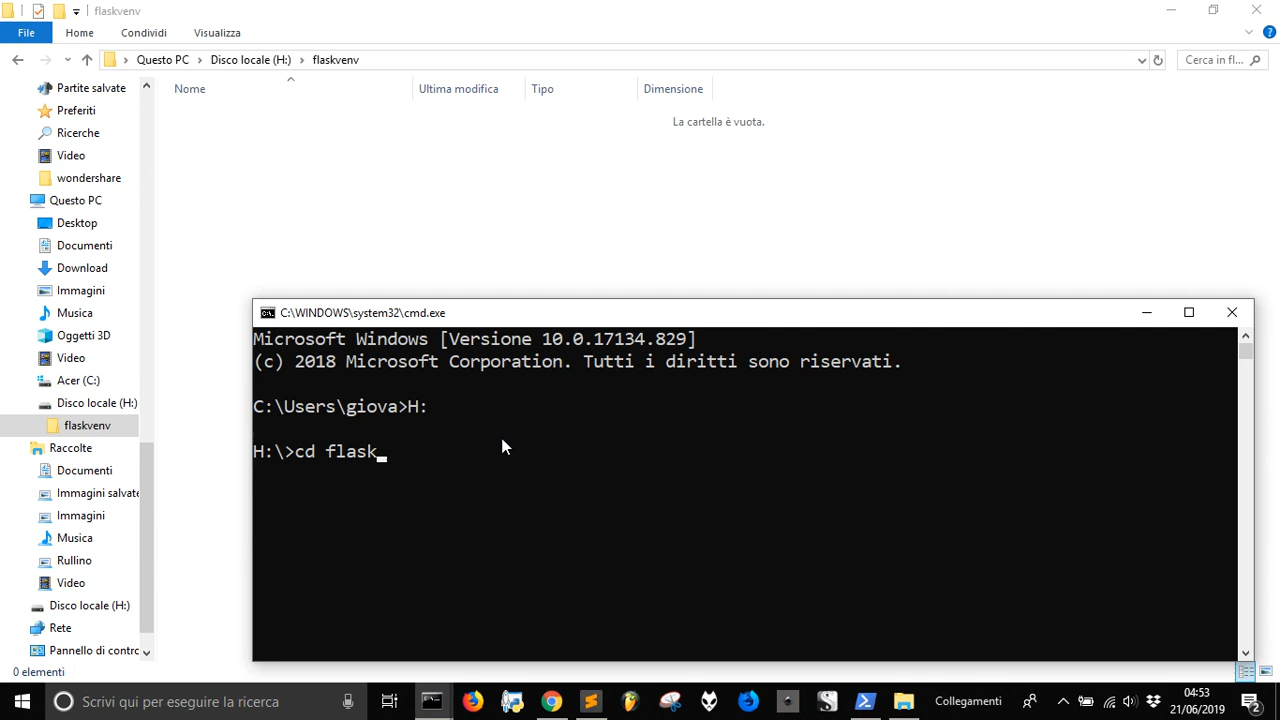 flaskvenv
File Home Condividi Visualizza
Questo PC Disco locale (H:) flaskvenv Cerca in fl...
Nome Ultima modifica Tipo Dimensione
La cartella è vuota.
Partite salvate
Preferiti
Ricerche
Video
wondershare
Questo PC
Desktop
Documenti
Download
Immagini
Musica
Oggetti 3D
Video
Acer (C:)
Disco locale (H:)
flaskvenv
Raccolte
Documenti
Immagini salvate
Immagini
Musica
Rullino
Video
Disco locale (H:)
Rete
Pannello di contro
0 elementi
C:\WINDOWS\system32\cmd.exe
Microsoft Windows [Versione 10.0.17134.829]
(c) 2018 Microsoft Corporation. Tutti i diritti sono riservati.
C:\Users\giova>H:
H:\>cd flask
Scrivi qui per eseguire la ricerca
Collegamenti
04:53
21/06/2019
2